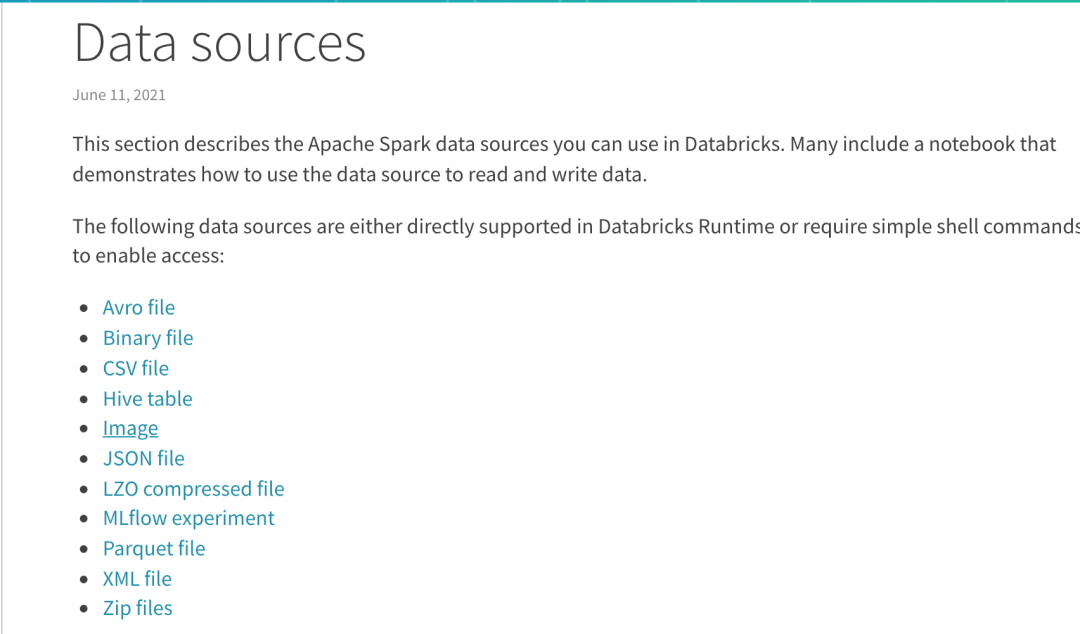 Data sources
June 11, 2021
This section describes the Apache Spark data sources you can use in Databricks. Many include a notebook that
demonstrates how to use the data source to read and write data.
The following data sources are either directly supported in Databricks Runtime or require simple shell commands
to enable access:
Avro file
Binary file
CSV file
Hive table
Image
JSON file
LZO compressed file
MLflow experiment
Parquet file
XML file
Zip files